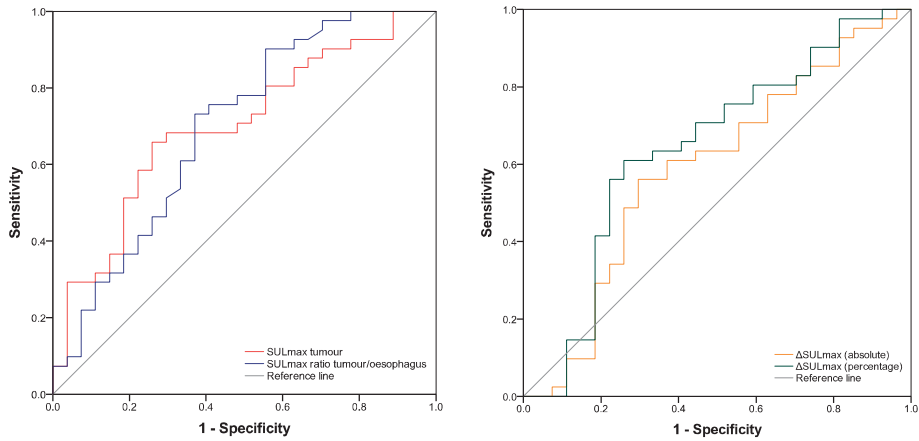 1.0
0.8
0.6
0.4
0.2
0.0
Sensitivity
SULmax tumour
SULmax ratio tumour/oesophagus
Reference line
0.0 0.2 0.4 0.6 0.8 1.0
1 - Specificity
1.0
0.8
0.6
0.4
0.2
0.0
Sensitivity
ΔSULmax (absolute)
ΔSULmax (percentage)
Reference line
0.0 0.2 0.4 0.6 0.8 1.0
1 - Specificity